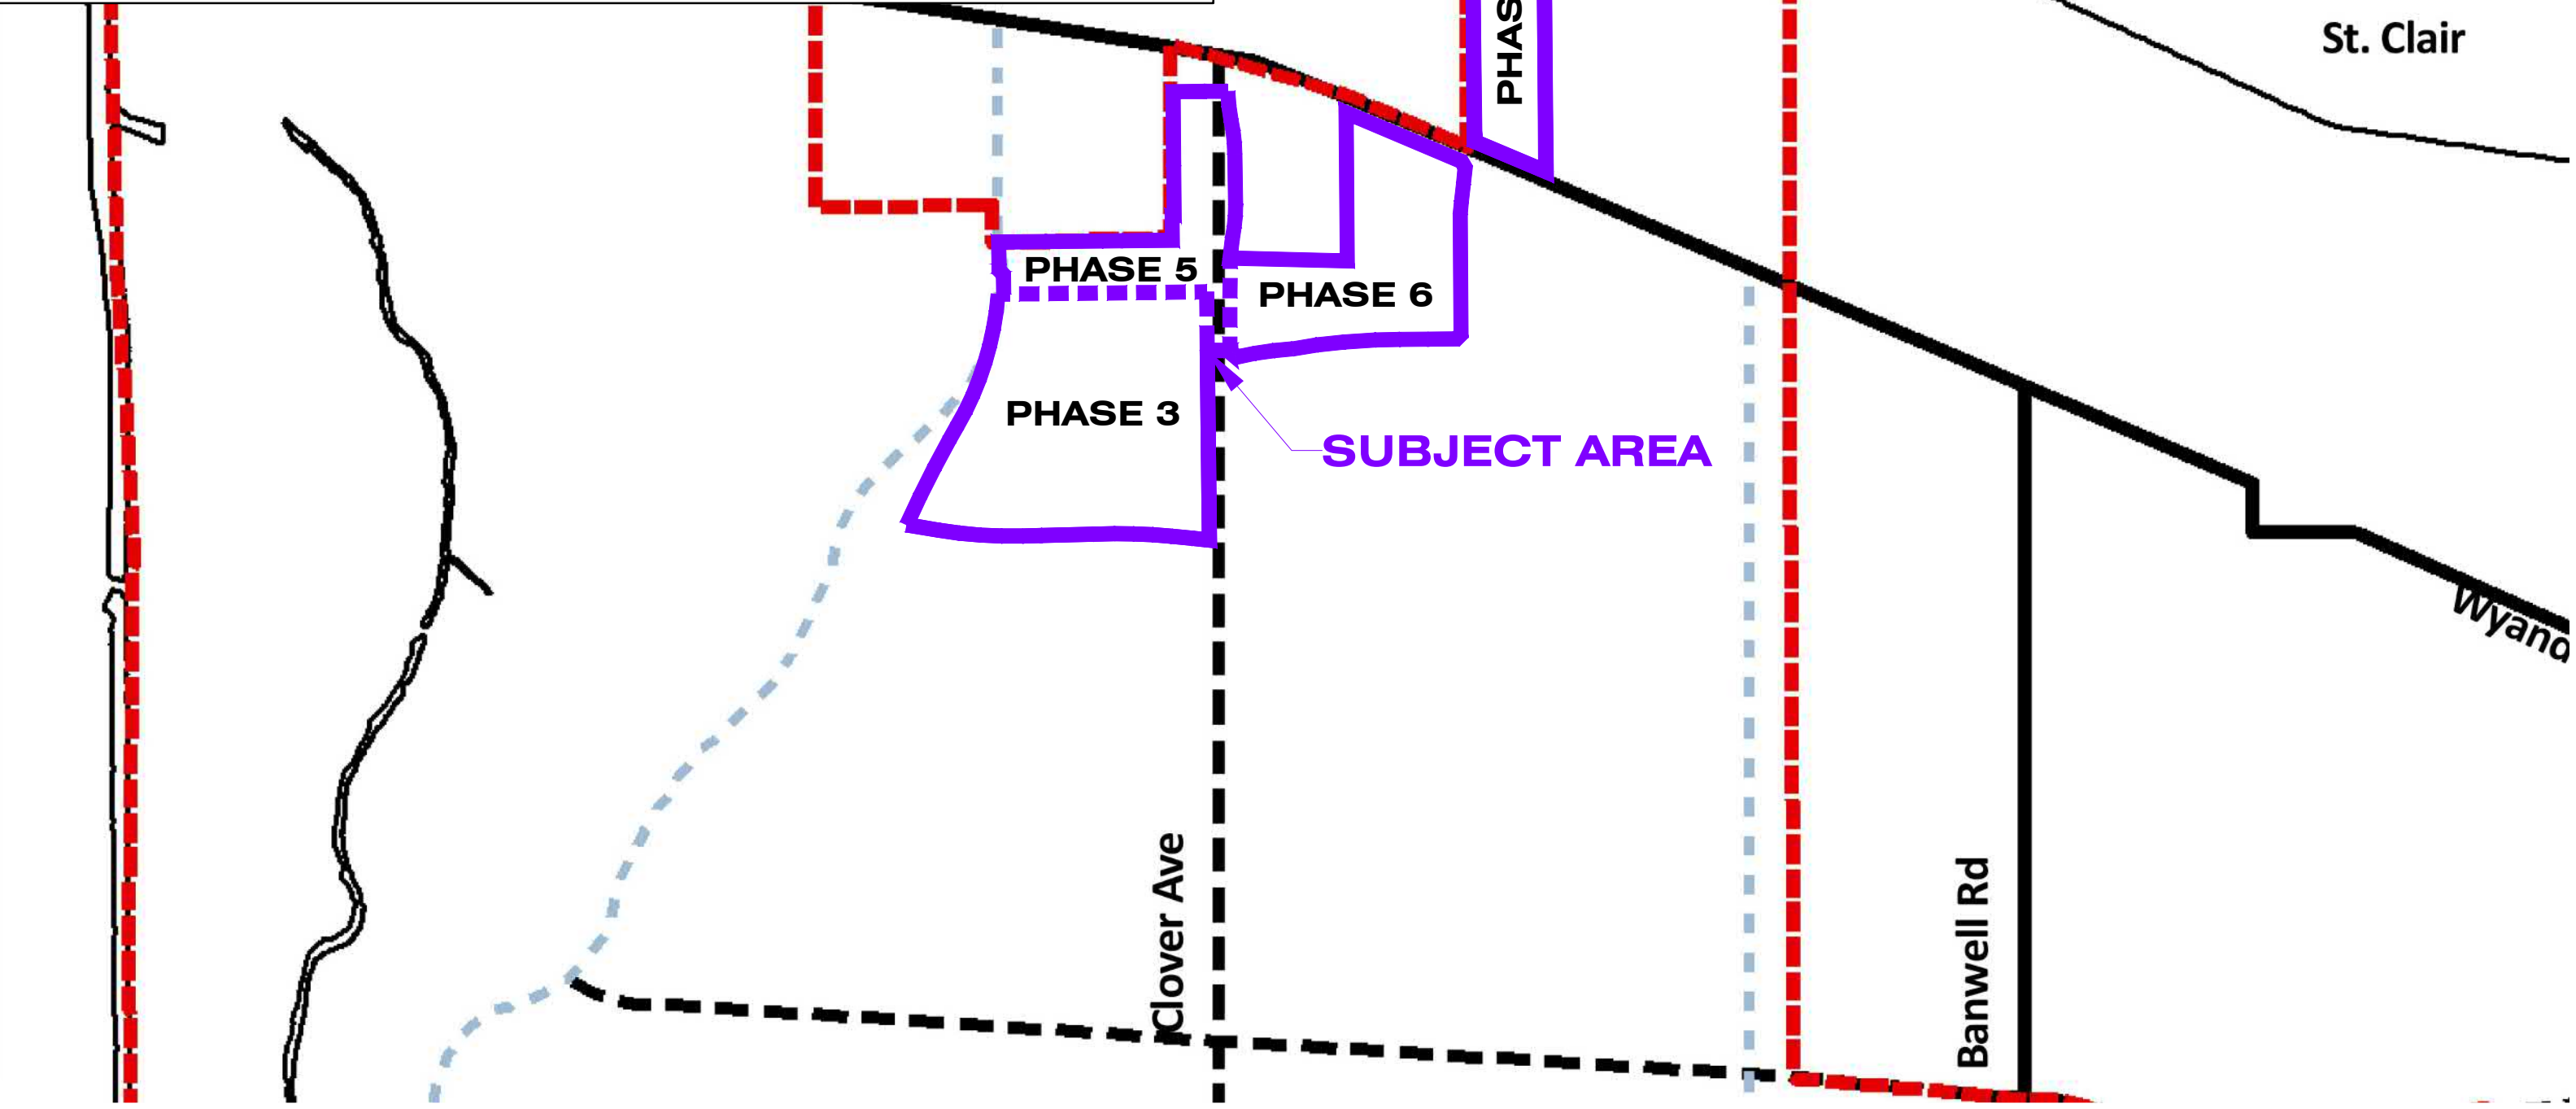 St. Clair
PHASE 5
PHASE 6
PHASE 3
SUBJECT AREA
Clover Ave
Banwell Rd